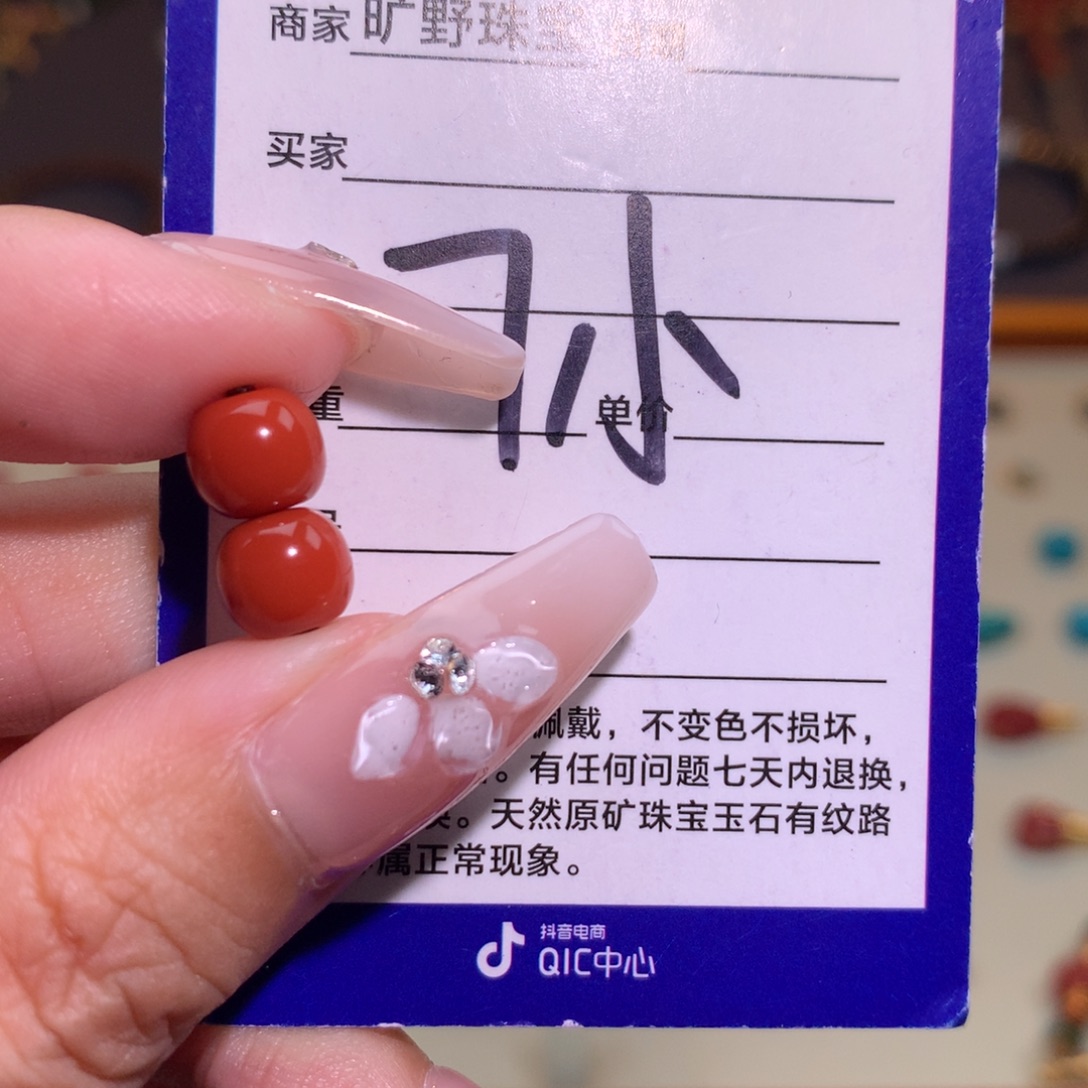 商家 旷野珠宝
买家
孙
重 单价
佩戴，不变色不损坏，
。有任何问题七天内退换，
。天然原矿珠宝玉石有纹路
属正常现象。
抖音电商
QIC中心